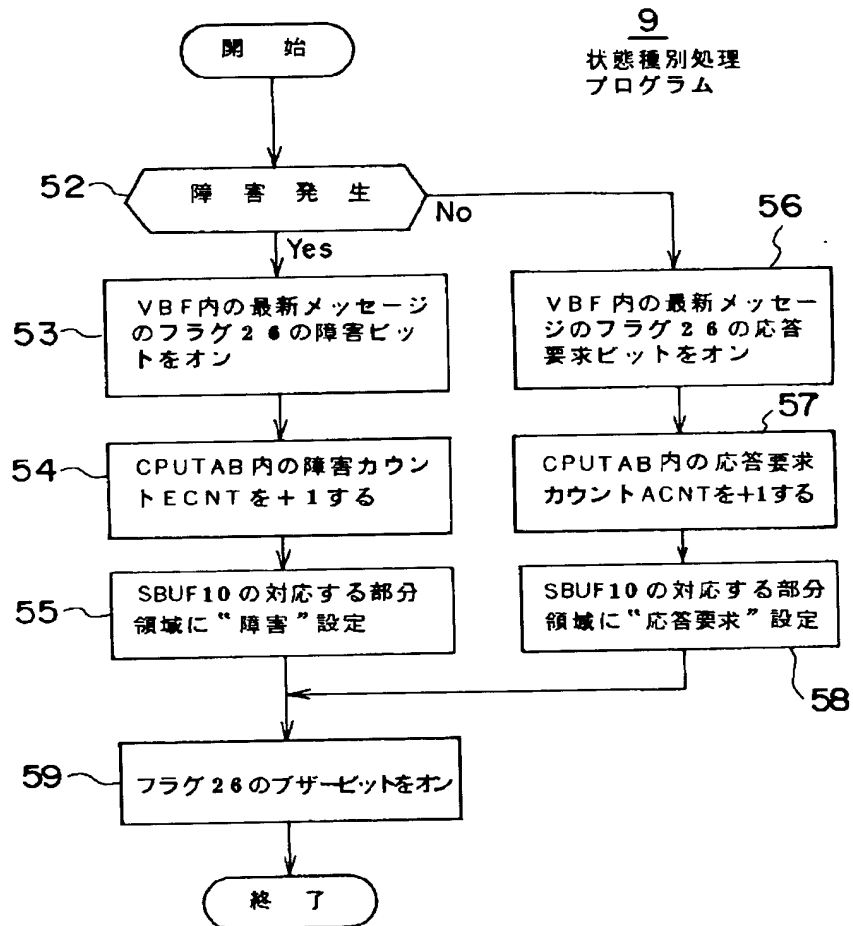 開始
9
状態種別処理
プログラム
52
障害発生
No
Yes
56
53
VBF内の最新メッセージ
のフラグ26の障害ビッ
トをオン
VBF内の最新メッセー
ジのフラグ26の応答
要求ビットをオン
57
54
CPUTAB内の障害カウン
トECNTを+1する
CPUTAB内の応答要求
カウントACNTを+1する
55
SBUF10の対応する部分
領域に“障害”設定
SBUF10の対応する部分
領域に“応答要求”設定
58
59
フラグ26のブザービットをオン
終了